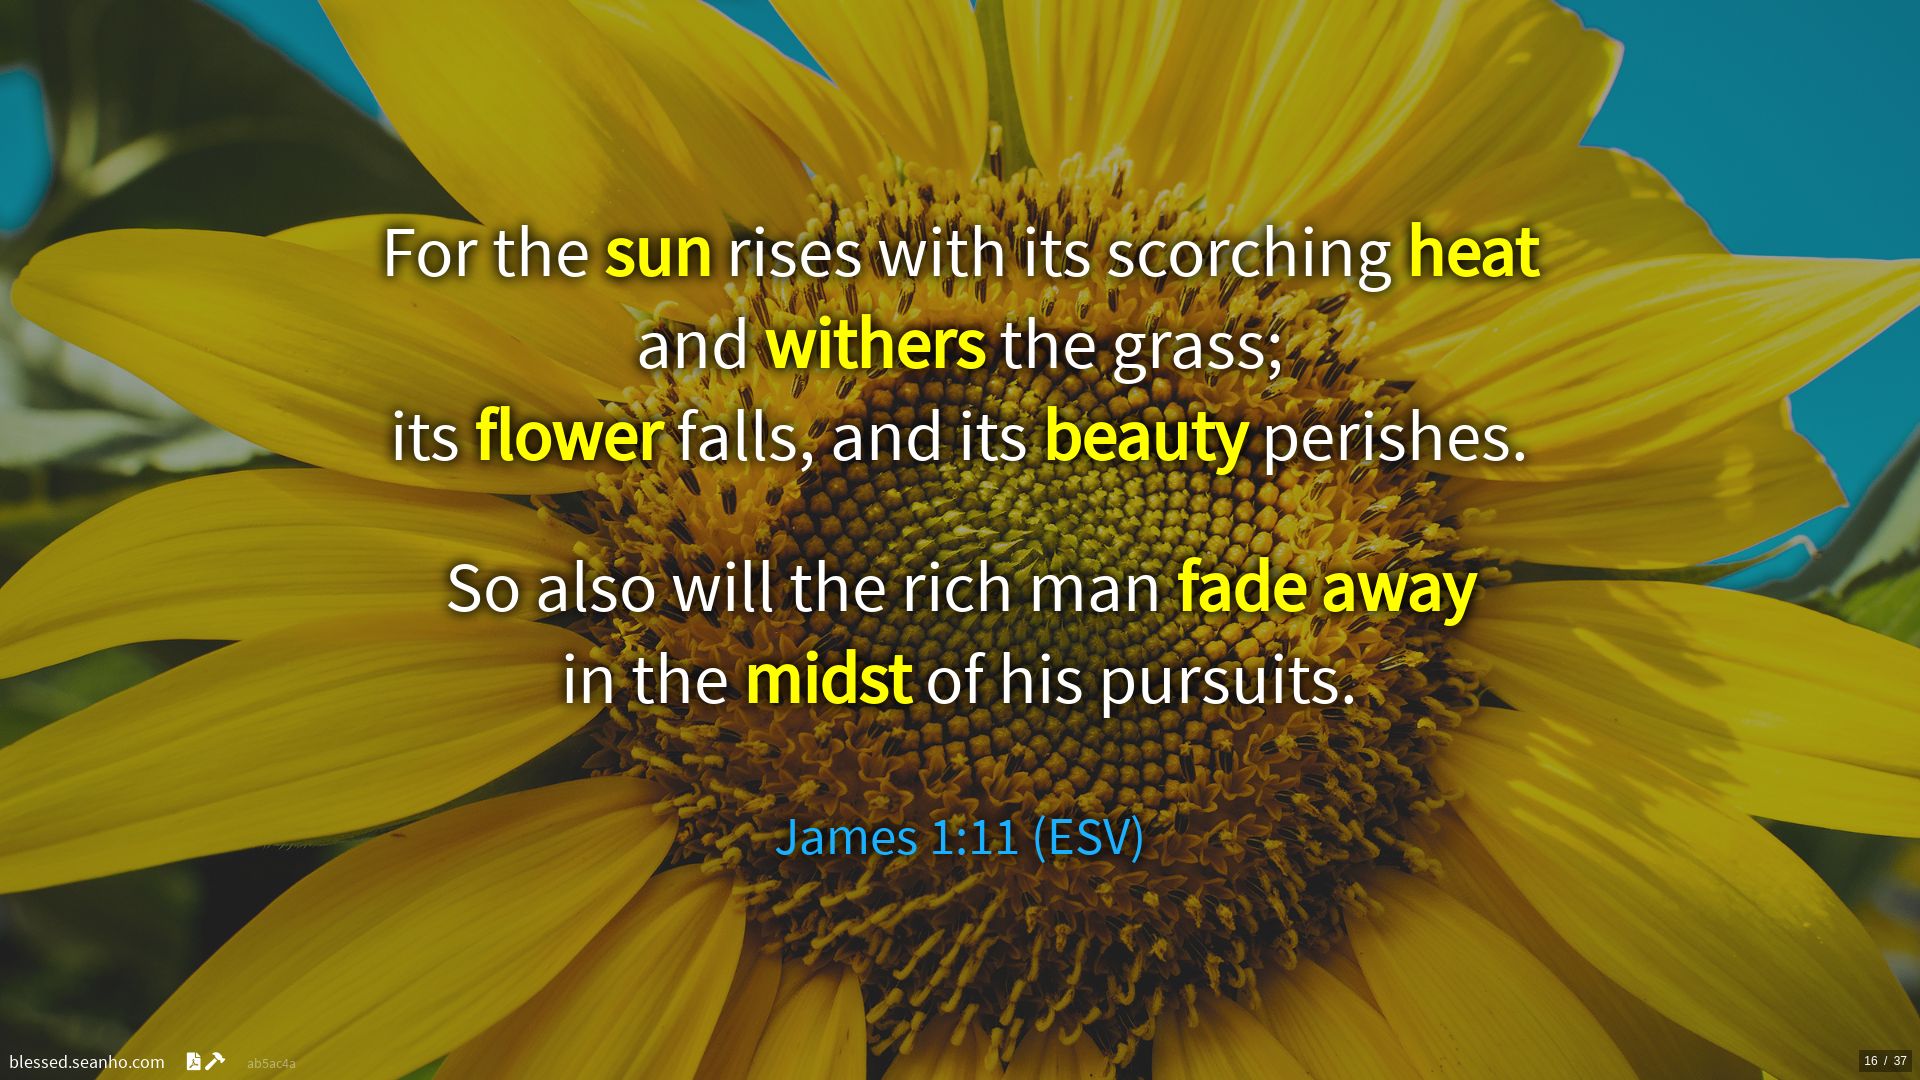 For the sun rises with its scorching heat
and withers the grass;
its flower falls, and its beauty perishes.
So also will the rich man fade away
in the midst of his pursuits.
James 1:11 (ESV)
blessed.seanho.com ab5ac4a
16 / 37